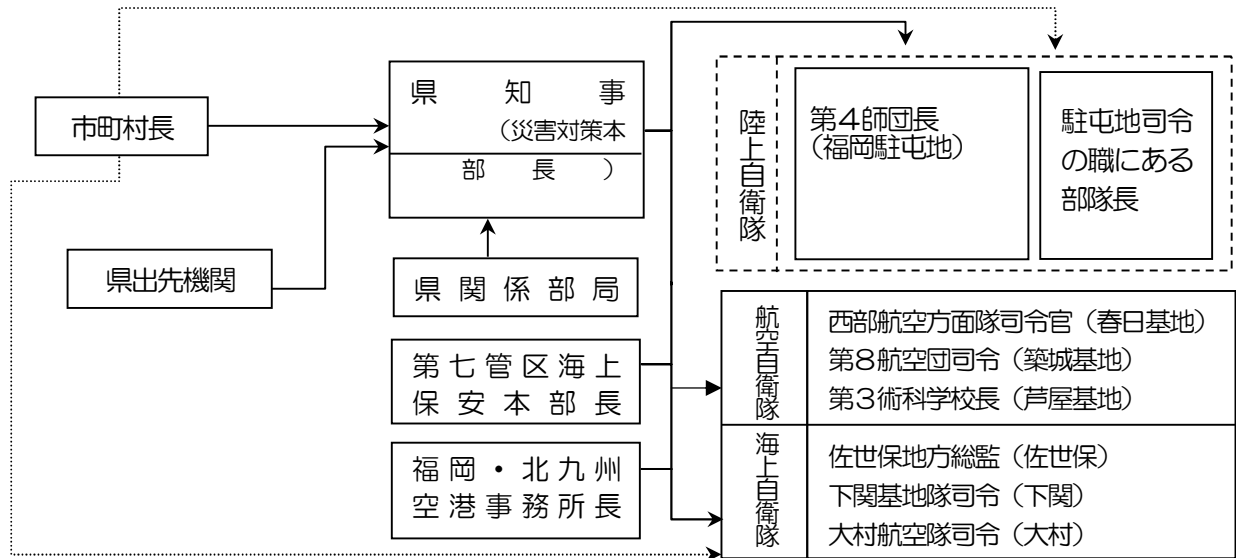 市町村長
県出先機関
県知事
(災害対策本
部長)
県関係部局
第七管区海上
保安本部長
福岡・北九州
空港事務所長
陸上自衛隊
第4師団長
(福岡駐屯地)
駐屯地司令
の職にある
部隊長
航空自衛隊
西部航空方面隊司令官(春日基地)
第8航空団司令(築城基地)
第3術科学校長(芦屋基地)
海上自衛隊
佐世保地方総監(佐世保)
下関基地隊司令(下関)
大村航空隊司令(大村)